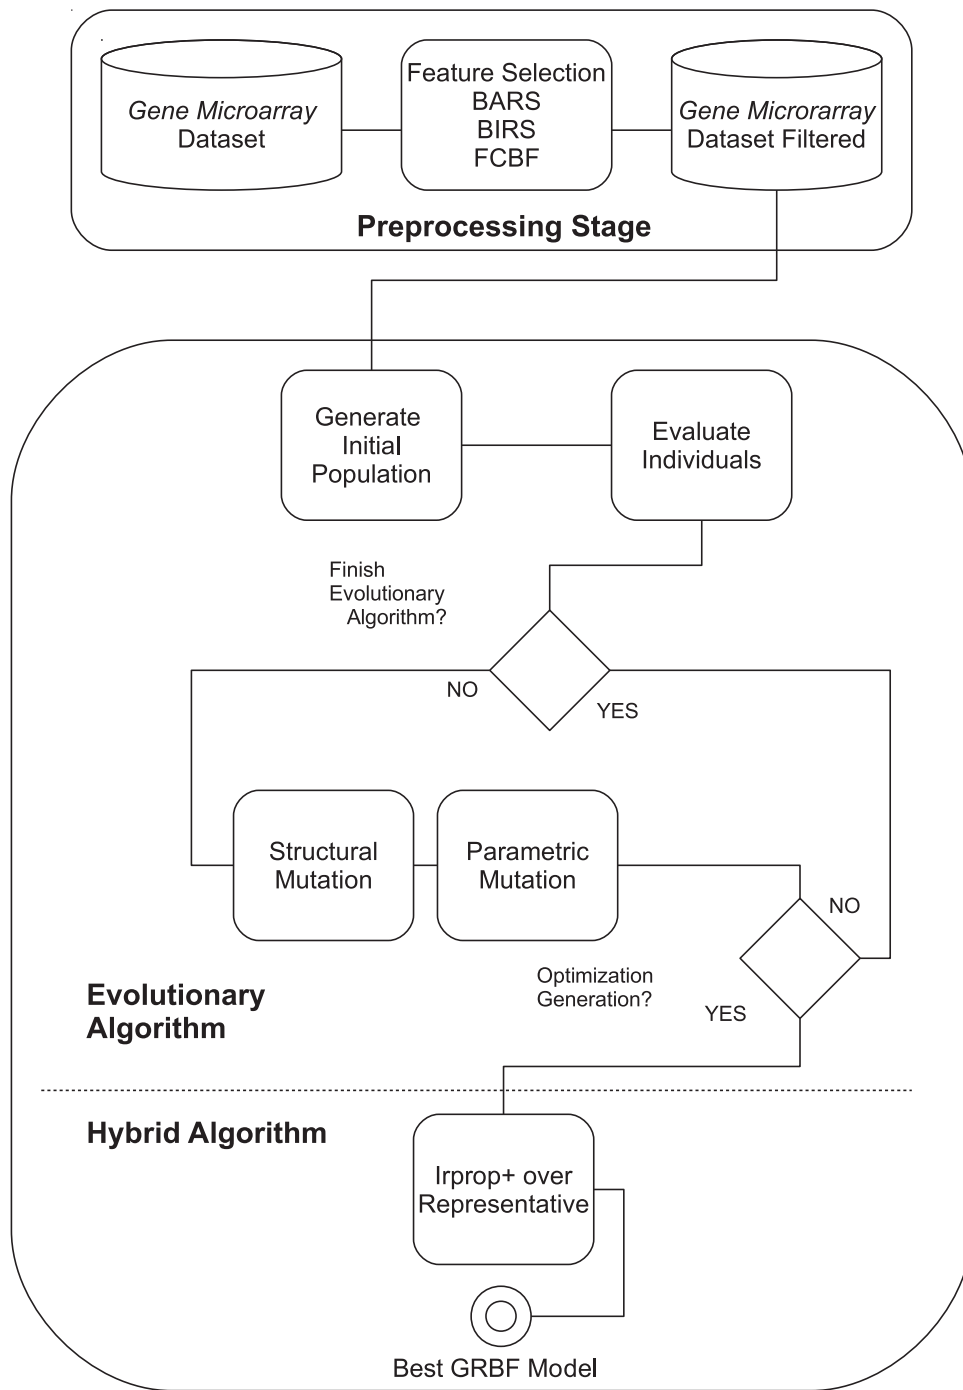 Gene Microarray
Dataset
Feature Selection
BARS
BIRS
FCBF
Gene Microrarray
Dataset Filtered
Preprocessing Stage
Generate
Initial
Population
Evaluate
Individuals
Finish
Evolutionary
Algorithm?
NO
YES
Structural
Mutation
Parametric
Mutation
NO
Optimization
Generation?
YES
Evolutionary
Algorithm
Hybrid Algorithm
Irprop+ over
Representative
Best GRBF Model